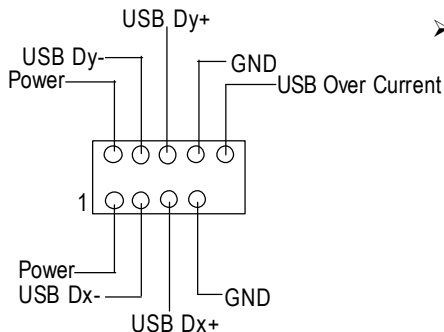 USB Dy+
USB Dy-
GND
Power
USB Over Current
1
Power
USB Dx-
GND
USB Dx+